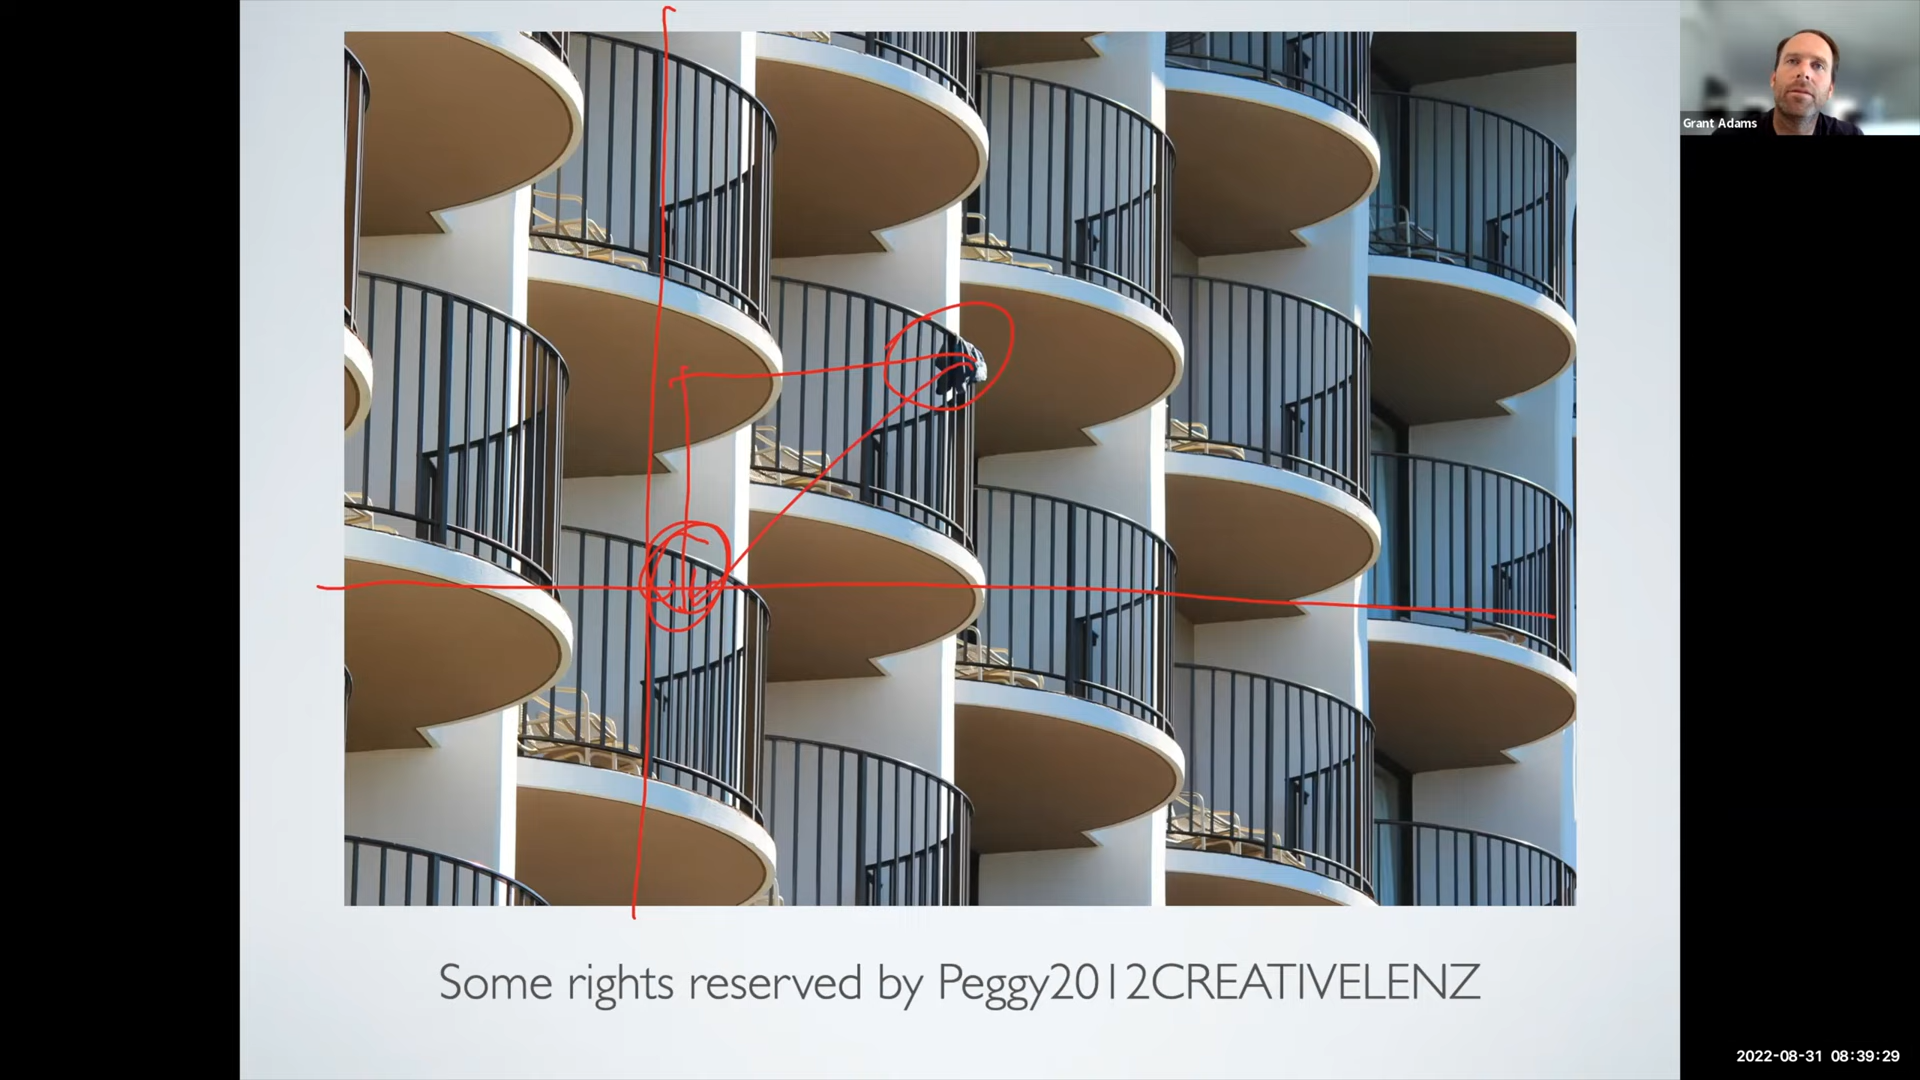 Grant Adams
Some rights reserved by Peggy2012CREATIVELENZ
2022-08-31 08:39:29